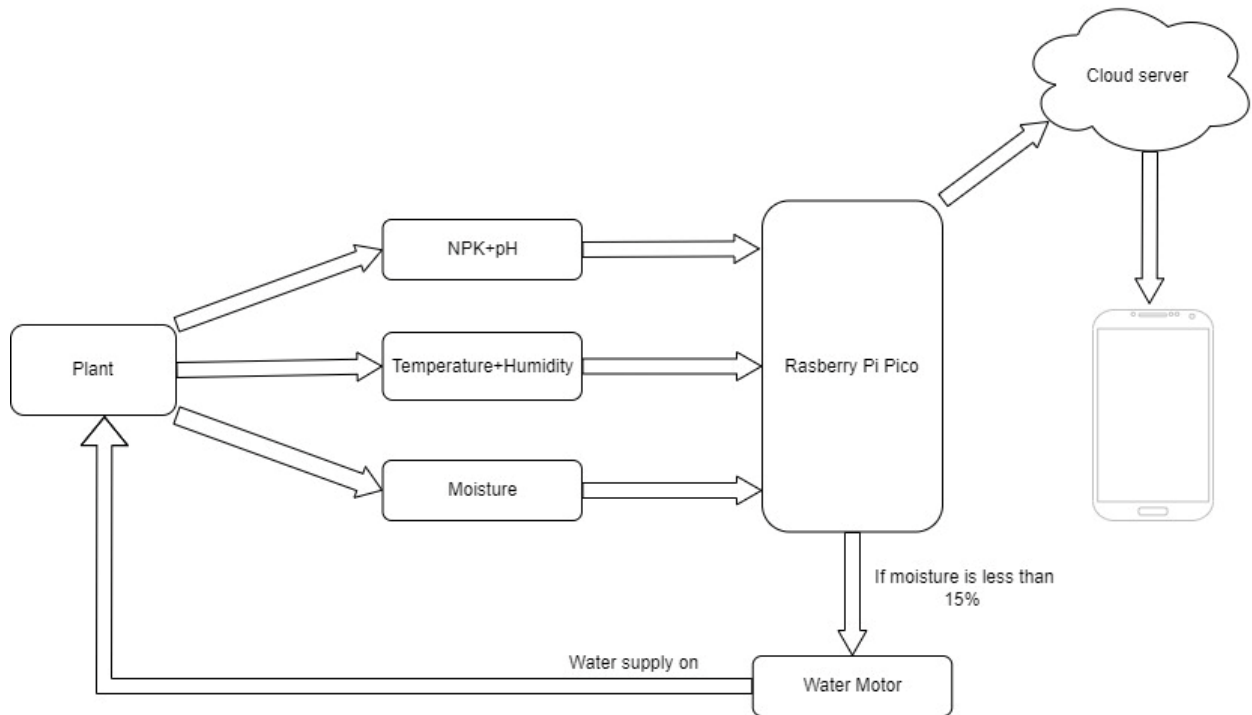 Cloud server
NPK+pH
Plant
Temperature+Humidity
Rasberry Pi Pico
Moisture
If moisture is less than
15%
Water supply on
Water Motor